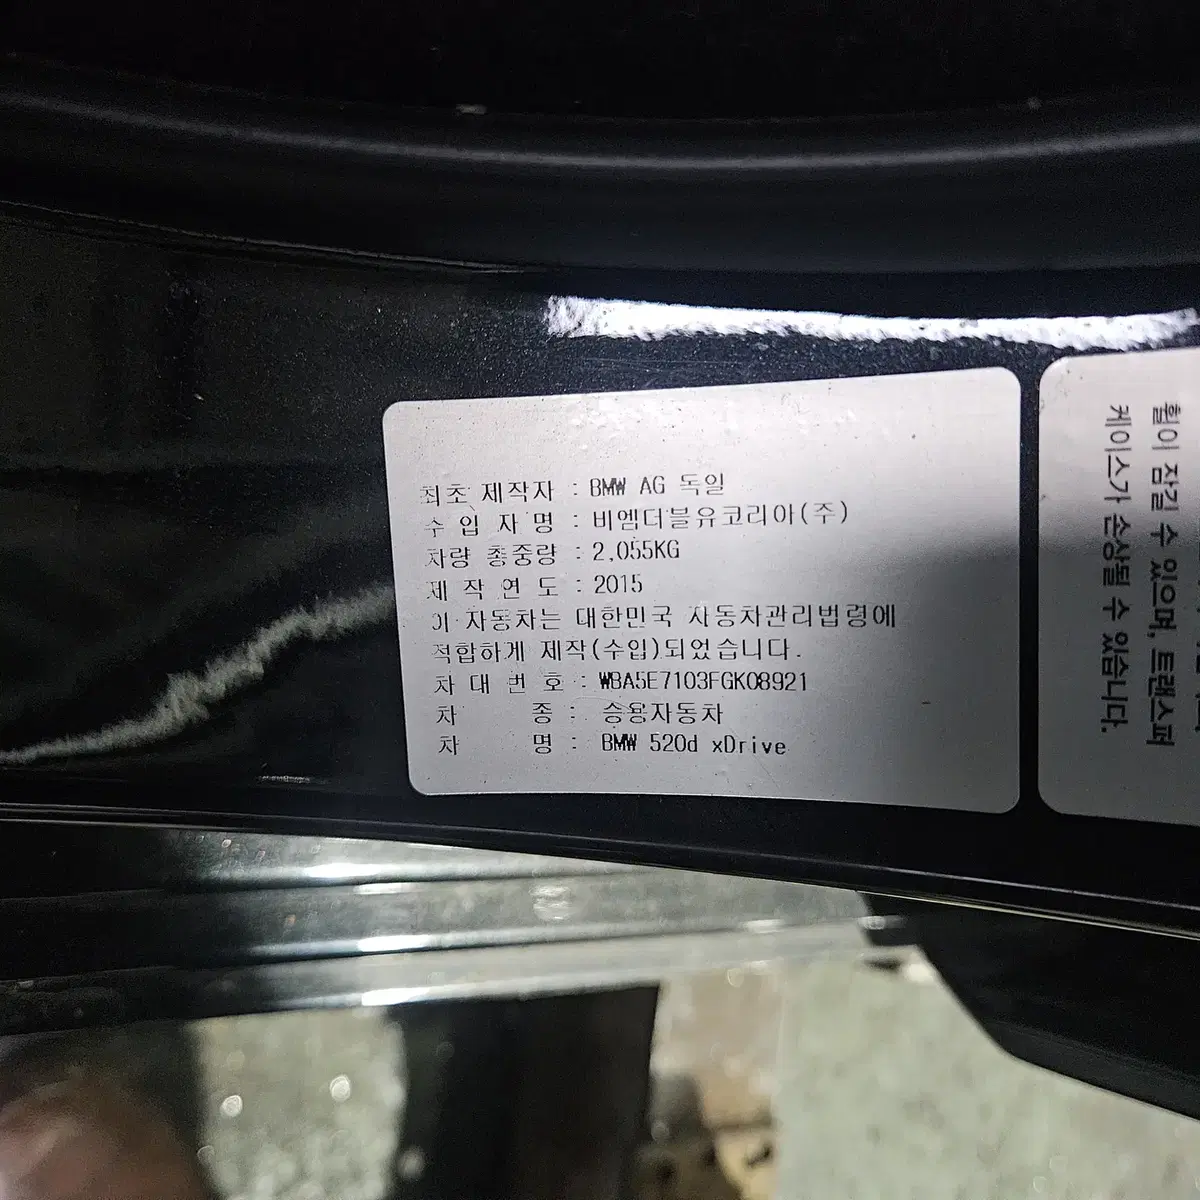 최초 제작자 : BMW AG 독일
수 입 자 명 : 비엠더블유코리아(주)
차량 총중량 : 2,055KG
제 작 연 도 : 2015
이 자동차는 대한민국 자동차관리법령에
적합하게 제작(수입)되었습니다.
차 대 번 호 : WBA5E7103FGK08921
차 종 : 승용자동차
차 명 : BMW 520d xDrive
휠이 잠길 수 있으며, 트랜스퍼
케이스가 손상될 수 있습니다.